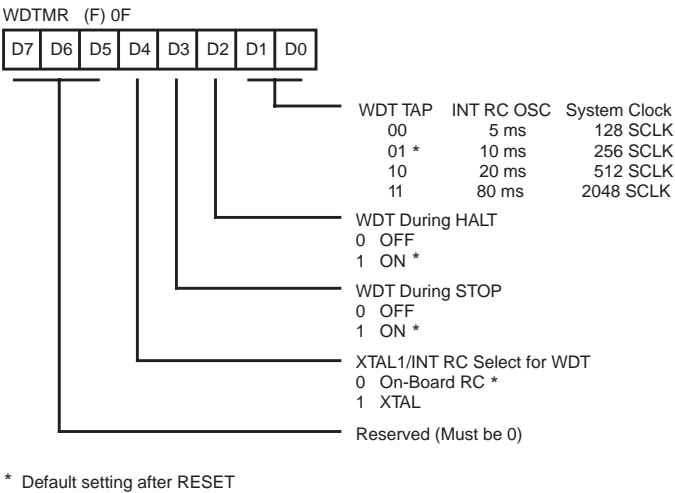 WDTMR (F) 0F
D7 D6 D5 D4 D3 D2 D1 D0
WDT TAP INT RC OSC System Clock
00 5 ms 128 SCLK
01 * 10 ms 256 SCLK
10 20 ms 512 SCLK
11 80 ms 2048 SCLK
WDT During HALT
0 OFF
1 ON *
WDT During STOP
0 OFF
1 ON *
XTAL1/INT RC Select for WDT
0 On-Board RC *
1 XTAL
Reserved (Must be 0)
* Default setting after RESET